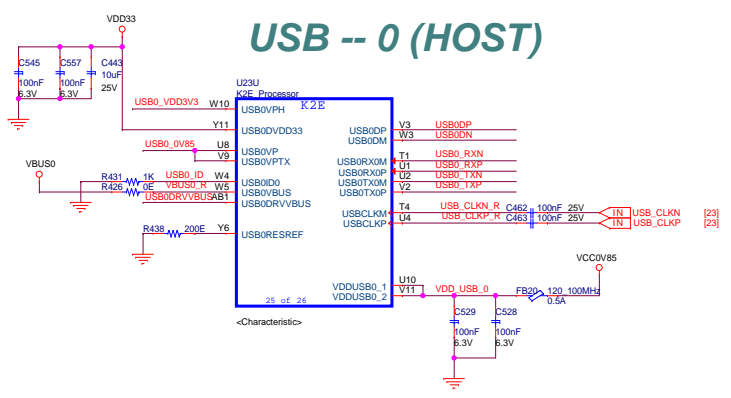 USB -- 0 (HOST)
VDD33
C545
100nF
6.3V
C557
100nF
6.3V
C443
10uF
25V
U23U
K2E_Processor
K2E
USB0_VDD3V3 W10 USB0VPH
Y11 USB0DVDD33
USB0_0V85 U8 USB0VP
V9 USB0VPTX
VBUS0
R431 1K USB0_ID W4 USB0ID0
R426 0E VBUS0_R W5 USB0VBUS
USB0DRVVBUS AB1 USB0DRVVBUS
R438 200E Y6 USB0RESREF
USB0DP V3 USB0DP
USB0DM W3 USB0DN
USB0RX0M T1 USB0_RXN
USB0RX0P U1 USB0_RXP
USB0TX0M U2 USB0_TXN
USB0TX0P V2 USB0_TXP
USBCLKM T4 USB_CLKN_R C462 100nF 25V IN USB_CLKN [23]
USBCLKP U4 USB_CLKP_R C463 100nF 25V IN USB_CLKP [23]
VCC0V85
VDDUSB0_1 U10
VDDUSB0_2 V11 VDD_USB_0 FB20 120_100MHz
0.5A
25 of 26
C529
100nF
6.3V
C528
100nF
6.3V
<Characteristic>